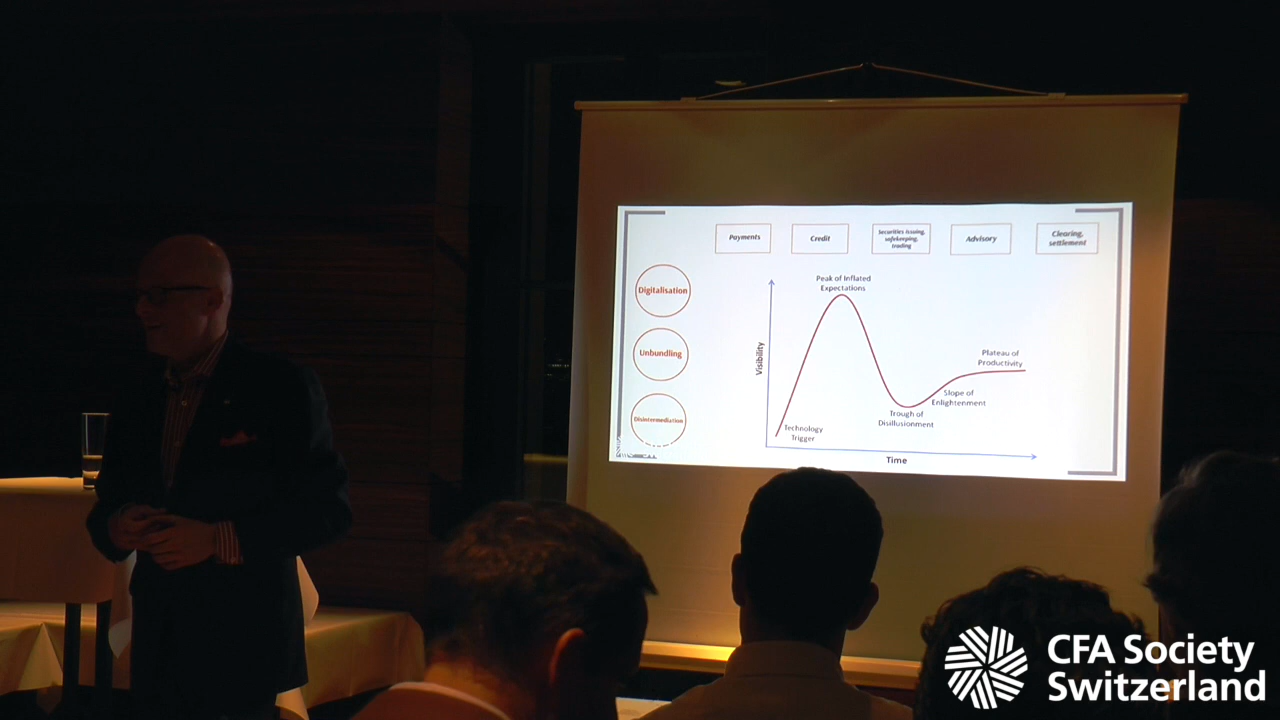 Payments
Credit
Securities issuing,
safekeeping,
trading
Advisory
Clearing,
settlement
Digitalisation
Unbundling
Disintermediation
Peak of Inflated
Expectations
Visibility
Plateau of
Productivity
Slope of
Enlightenment
Trough of
Disillusionment
Technology
Trigger
Time
CFA Society
Switzerland